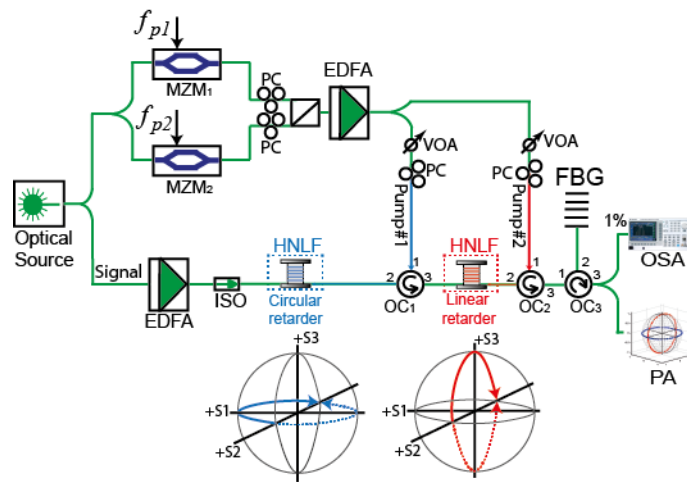 f p1
MZM1
f p2
MZM2
PC
PC
EDFA
VOA
PC
Pump#1
VOA
PC
Pump#2
FBG
1%
OSA
Optical
Source
Signal
EDFA
ISO
HNLF
Circular
retarder
1
2
3
OC1
HNLF
Linear
retarder
1
2
3
OC2
1
2
3
OC3
PA
+S3
+S1
+S2
+S3
+S1
+S2